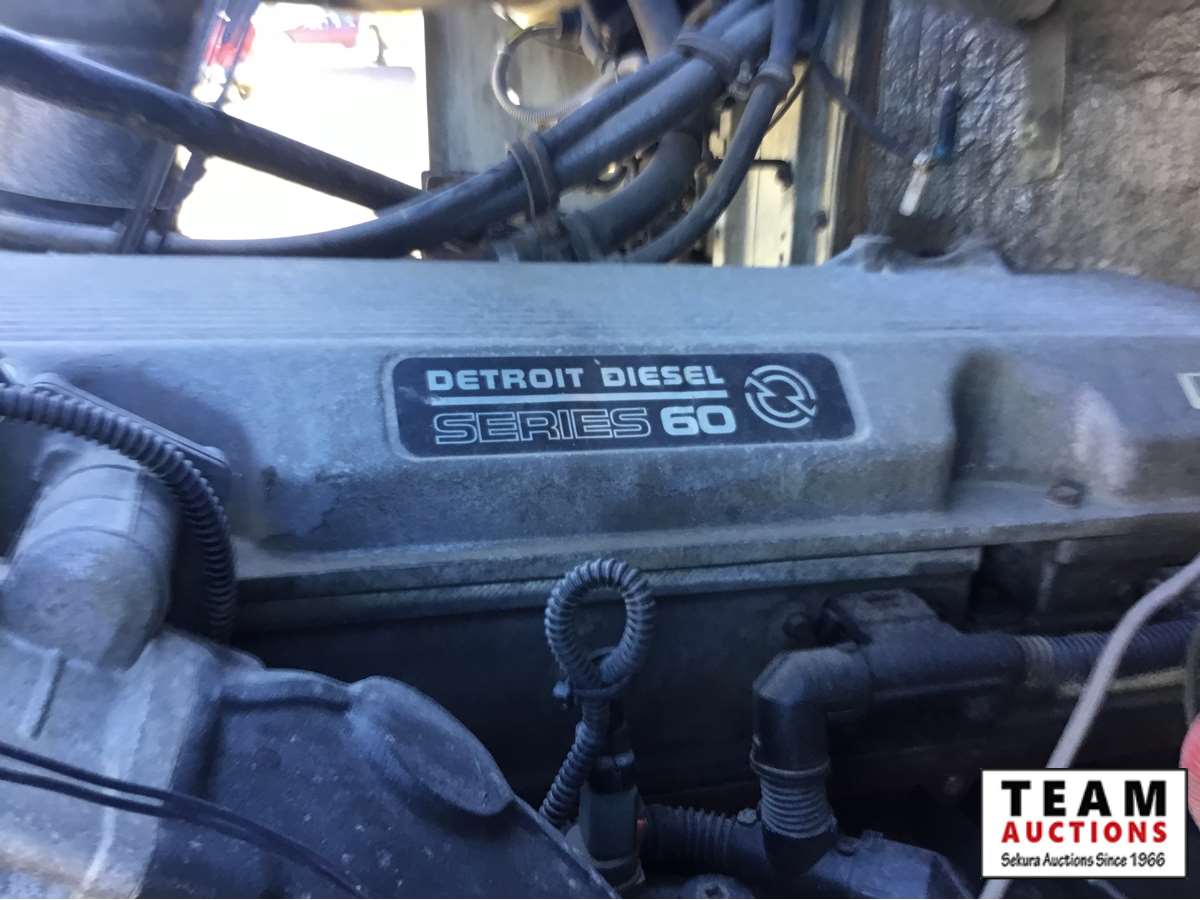 DETROIT DIESEL
SERIES 60
TEAM
AUCTIONS
Sekura Auctions Since 1966